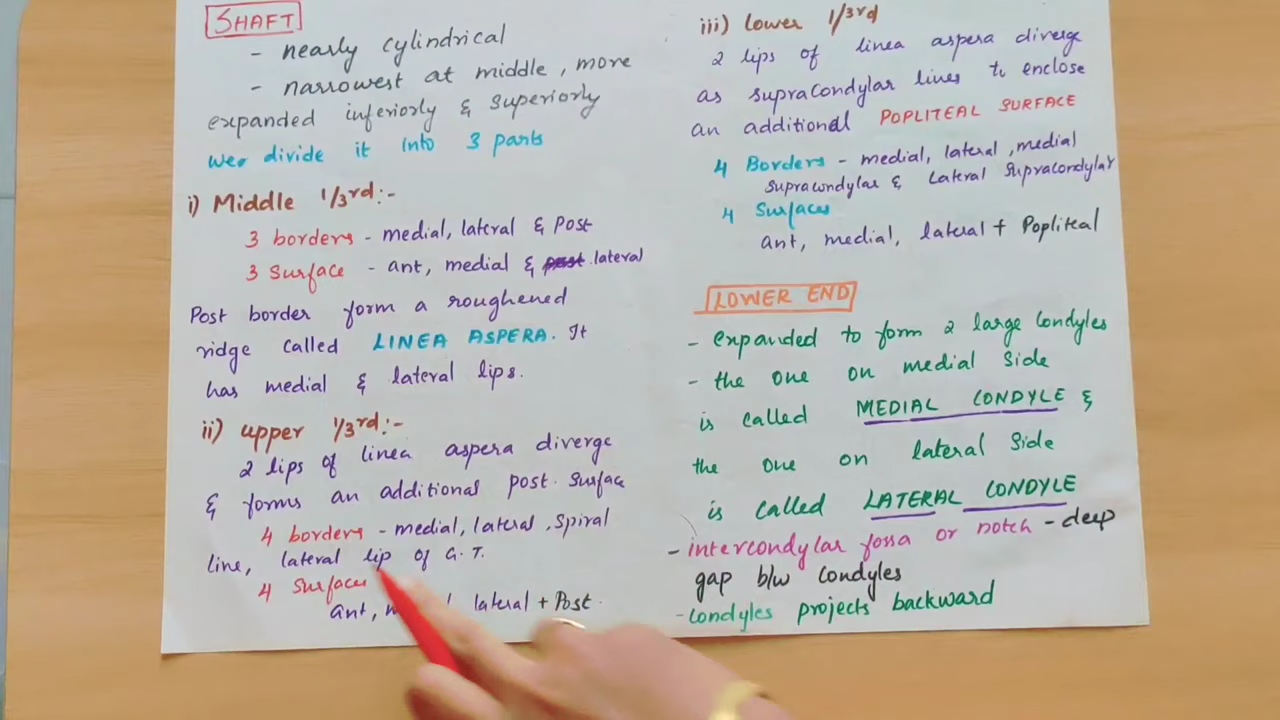 SHAFT
- nearly cylindrical
- narrowest at middle, more
expanded inferiorly & superiorly
wee divide it into 3 parts
i) Middle 1/3rd:-
3 borders - medial, lateral & Post
3 Surface - ant, medial & lateral
Post border form a roughened
ridge called LINEA ASPERA. It
has medial & lateral lips.
ii) upper 1/3rd:-
2 lips of linea aspera diverge
& forms an additional post. Surface
4 borders - medial, lateral, spiral
line, lateral lip of G.T.
4 Surfaces
ant, lateral + Post.
iii) lower 1/3rd
2 lips of linea aspera diverge
as supracondylar lines to enclose
an additional POPLITEAL SURFACE
4 Borders - medial, lateral, medial
Supracondylar & Lateral Supracondylar
4 Surfaces
ant, medial, lateral + Popliteal
LOWER END
- expanded to form 2 large Condyles
- the one on medial side
is called MEDIAL CONDYLE &
the one on lateral Side
is called LATERAL CONDYLE
- intercondylar fossa or notch - deep
gap b/w Condyles
- Condyles projects backward